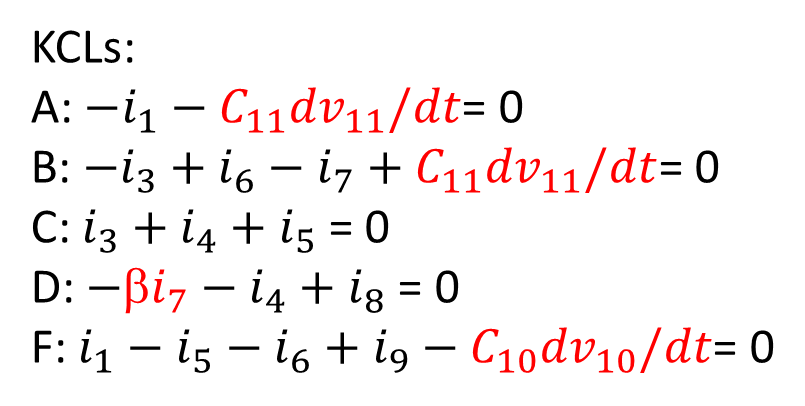 KCLs:
A: −i₁ − C₁₁dv₁₁/dt= 0
B: −i₃ + i₆ − i₇ + C₁₁dv₁₁/dt= 0
C: i₃ + i₄ + i₅ = 0
D: −βi₇ − i₄ + i₈ = 0
F: i₁ − i₅ − i₆ + i₉ − C₁₀dv₁₀/dt= 0